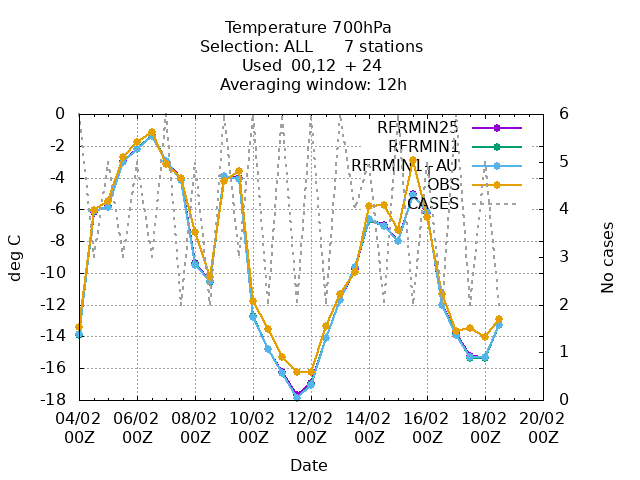 Temperature 700hPa
Selection: ALL 7 stations
Used 00,12 + 24
Averaging window: 12h
RFRMIN25
RFRMIN1
RFRMIN1-AU
OBS
CASES
0
-2
-4
-6
-8
-10
-12
-14
-16
-18
6
5
4
3
2
1
0
deg C
No cases
04/02 06/02 08/02 10/02 12/02 14/02 16/02 18/02 20/02
00Z 00Z 00Z 00Z 00Z 00Z 00Z 00Z 00Z
Date